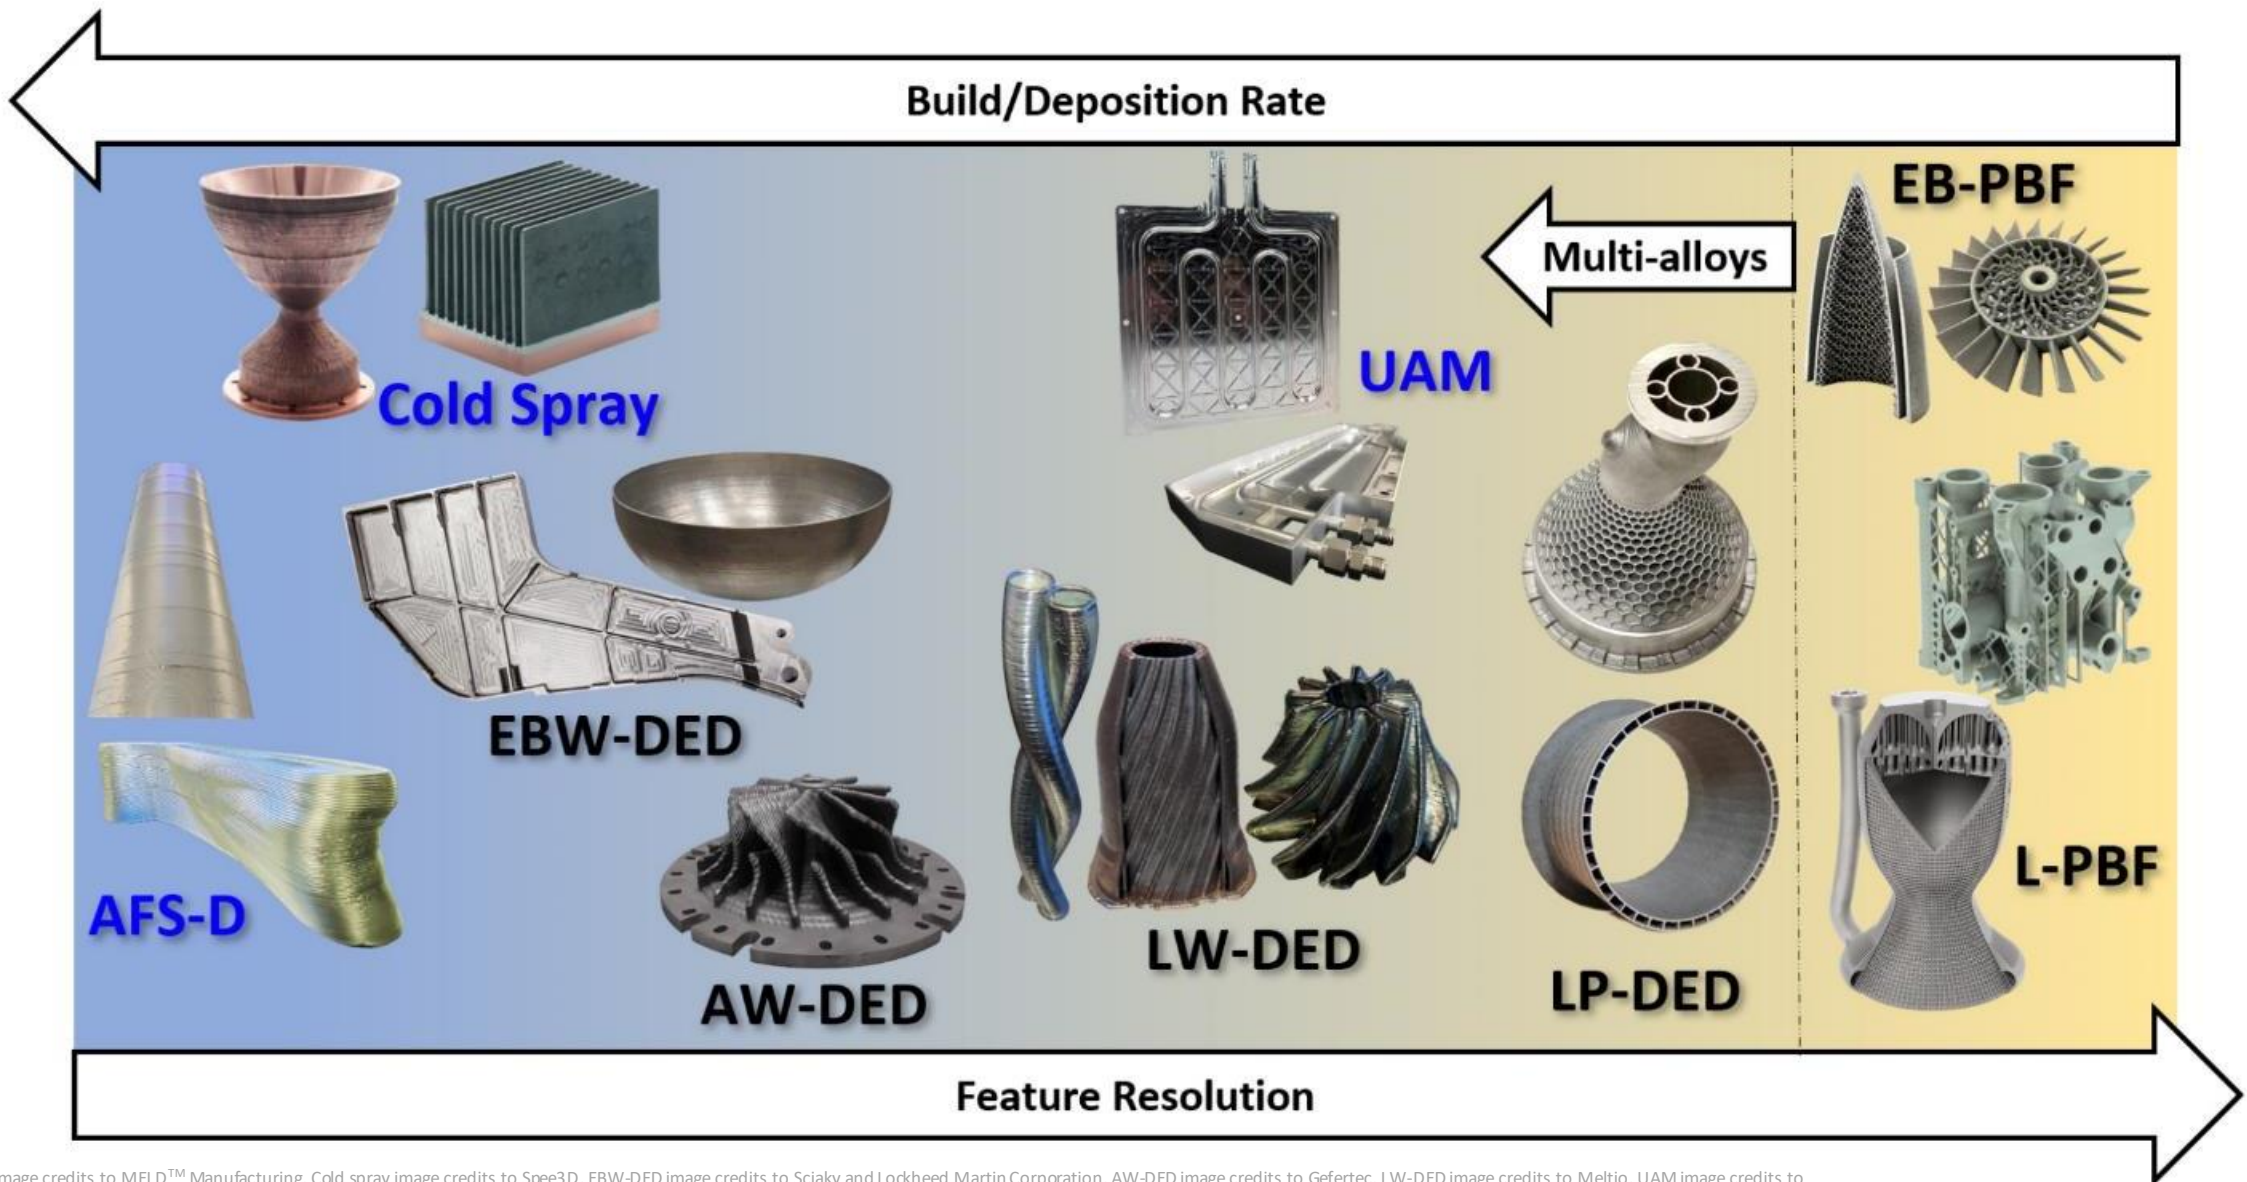 Build/Deposition Rate
EB-PBF
Multi-alloys
UAM
Cold Spray
EBW-DED
L-PBF
AFS-D
LW-DED
LP-DED
AW-DED
Feature Resolution
image credits to MELD™ Manufacturing, Cold spray image credits to Spee3D, EBW-DED image credits to Sciaky and Lockheed Martin Corporation, AW-DED image credits to Gefertec, LW-DED image credits to Meltio, UAM image credits to